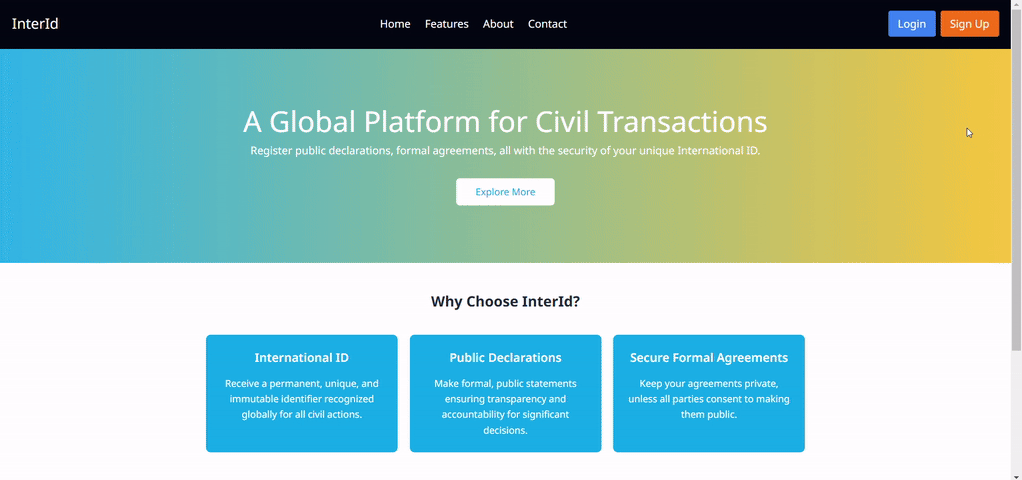 InterId
Home Features About Contact
Login Sign Up
A Global Platform for Civil Transactions
Register public declarations, formal agreements, all with the security of your unique International ID.
Explore More
Why Choose InterId?
International ID
Receive a permanent, unique, and
immutable identifier recognized
globally for all civil actions.
Public Declarations
Make formal, public statements
ensuring transparency and
accountability for significant
decisions.
Secure Formal Agreements
Keep your agreements private,
unless all parties consent to making
them public.